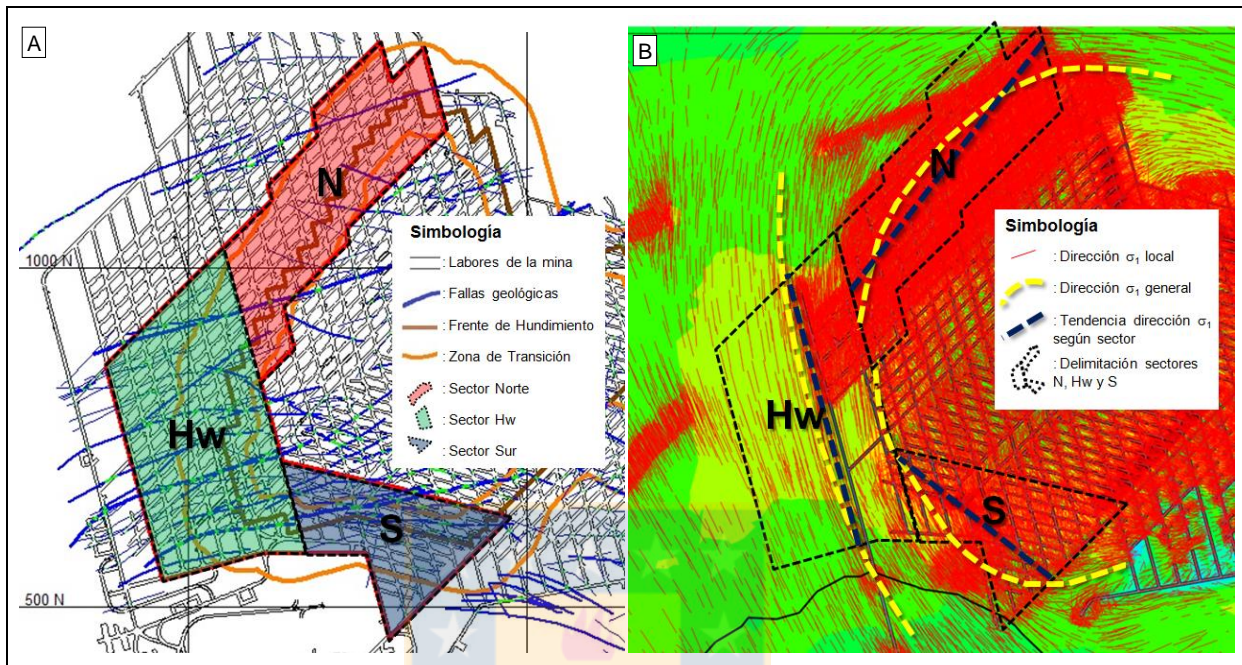 A
N
1000 N
Hw
S
500 N
Simbología
: Labores de la mina
: Fallas geológicas
: Frente de Hundimiento
: Zona de Transición
: Sector Norte
: Sector Hw
: Sector Sur
B
N
Hw
S
Simbología
: Dirección σ1 local
: Dirección σ1 general
: Tendencia dirección σ1
según sector
: Delimitación sectores
N, Hw y S